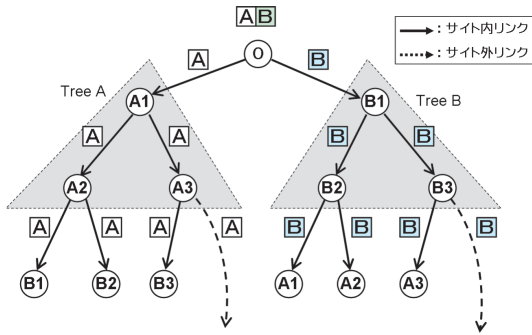 A B
→ : サイト内リンク
⇢ : サイト外リンク
O
A B
Tree A
Tree B
A1 B1
A A B B
A2 A3 B2 B3
A A A A B B B B
B1 B2 B3 A1 A2 A3